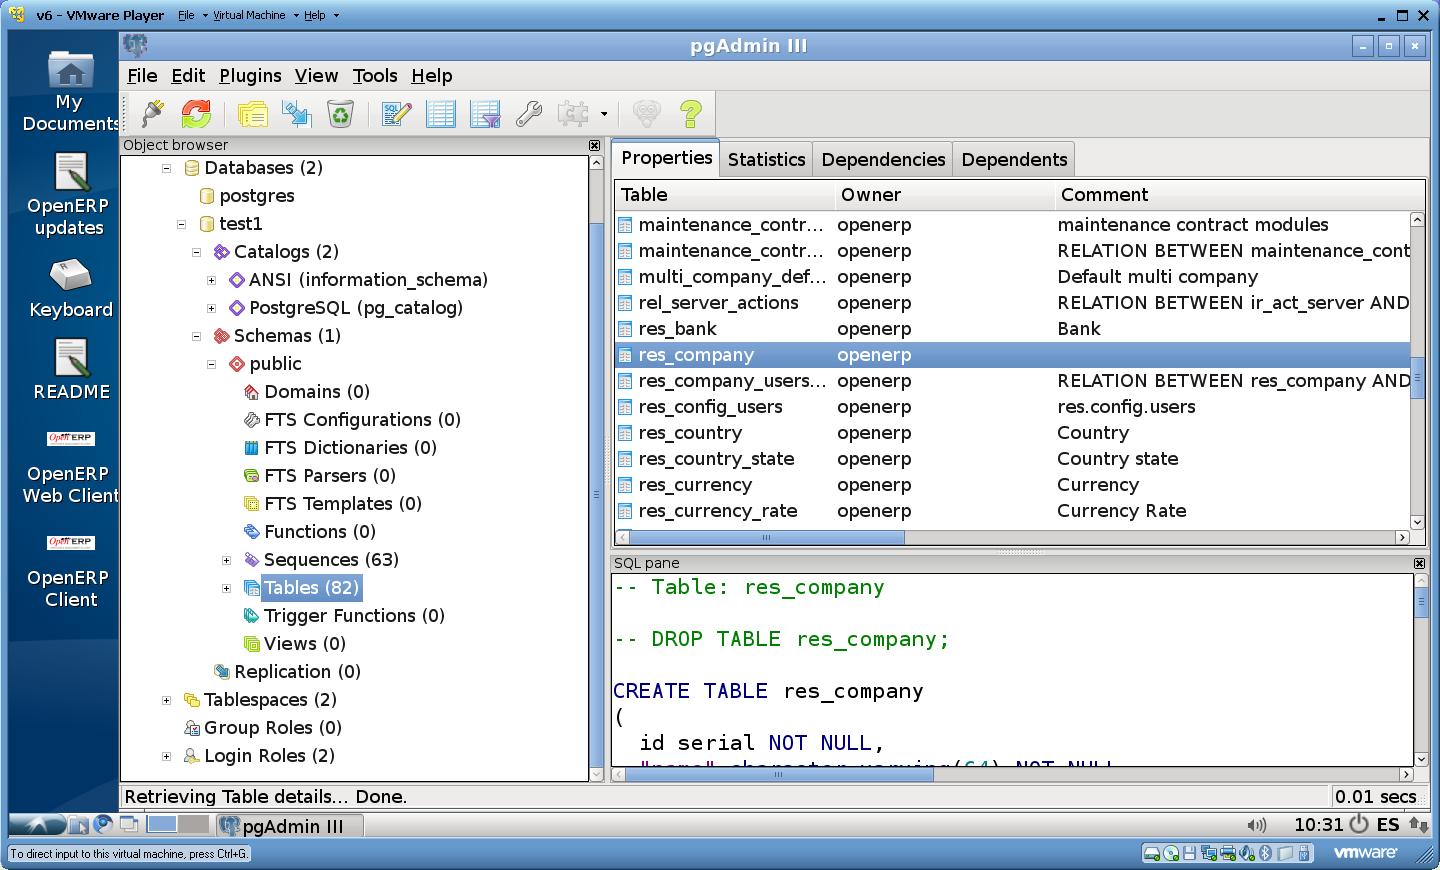 v6 - VMware Player File Virtual Machine Help
pgAdmin III
File Edit Plugins View Tools Help
My
Documents
OpenERP
updates
Keyboard
README
OpenERP
OpenERP
Web Client
OpenERP
OpenERP
Client
Object browser
Databases (2)
postgres
test1
Catalogs (2)
ANSI (information_schema)
PostgreSQL (pg_catalog)
Schemas (1)
public
Domains (0)
FTS Configurations (0)
FTS Dictionaries (0)
FTS Parsers (0)
FTS Templates (0)
Functions (0)
Sequences (63)
Tables (82)
Trigger Functions (0)
Views (0)
Replication (0)
Tablespaces (2)
Group Roles (0)
Login Roles (2)
Properties Statistics Dependencies Dependents
Table Owner Comment
maintenance_contr... openerp maintenance contract modules
maintenance_contr... openerp RELATION BETWEEN maintenance_cont
multi_company_def... openerp Default multi company
rel_server_actions openerp RELATION BETWEEN ir_act_server AND
res_bank openerp Bank
res_company openerp
res_company_users... openerp RELATION BETWEEN res_company AND
res_config_users openerp res.config.users
res_country openerp Country
res_country_state openerp Country state
res_currency openerp Currency
res_currency_rate openerp Currency Rate
SQL pane
-- Table: res_company
-- DROP TABLE res_company;
CREATE TABLE res_company
(
id serial NOT NULL,
"name" character varying(64) NOT NULL
Retrieving Table details... Done. 0.01 secs
pgAdmin III 10:31 ES
To direct input to this virtual machine, press Ctrl+G. vmware